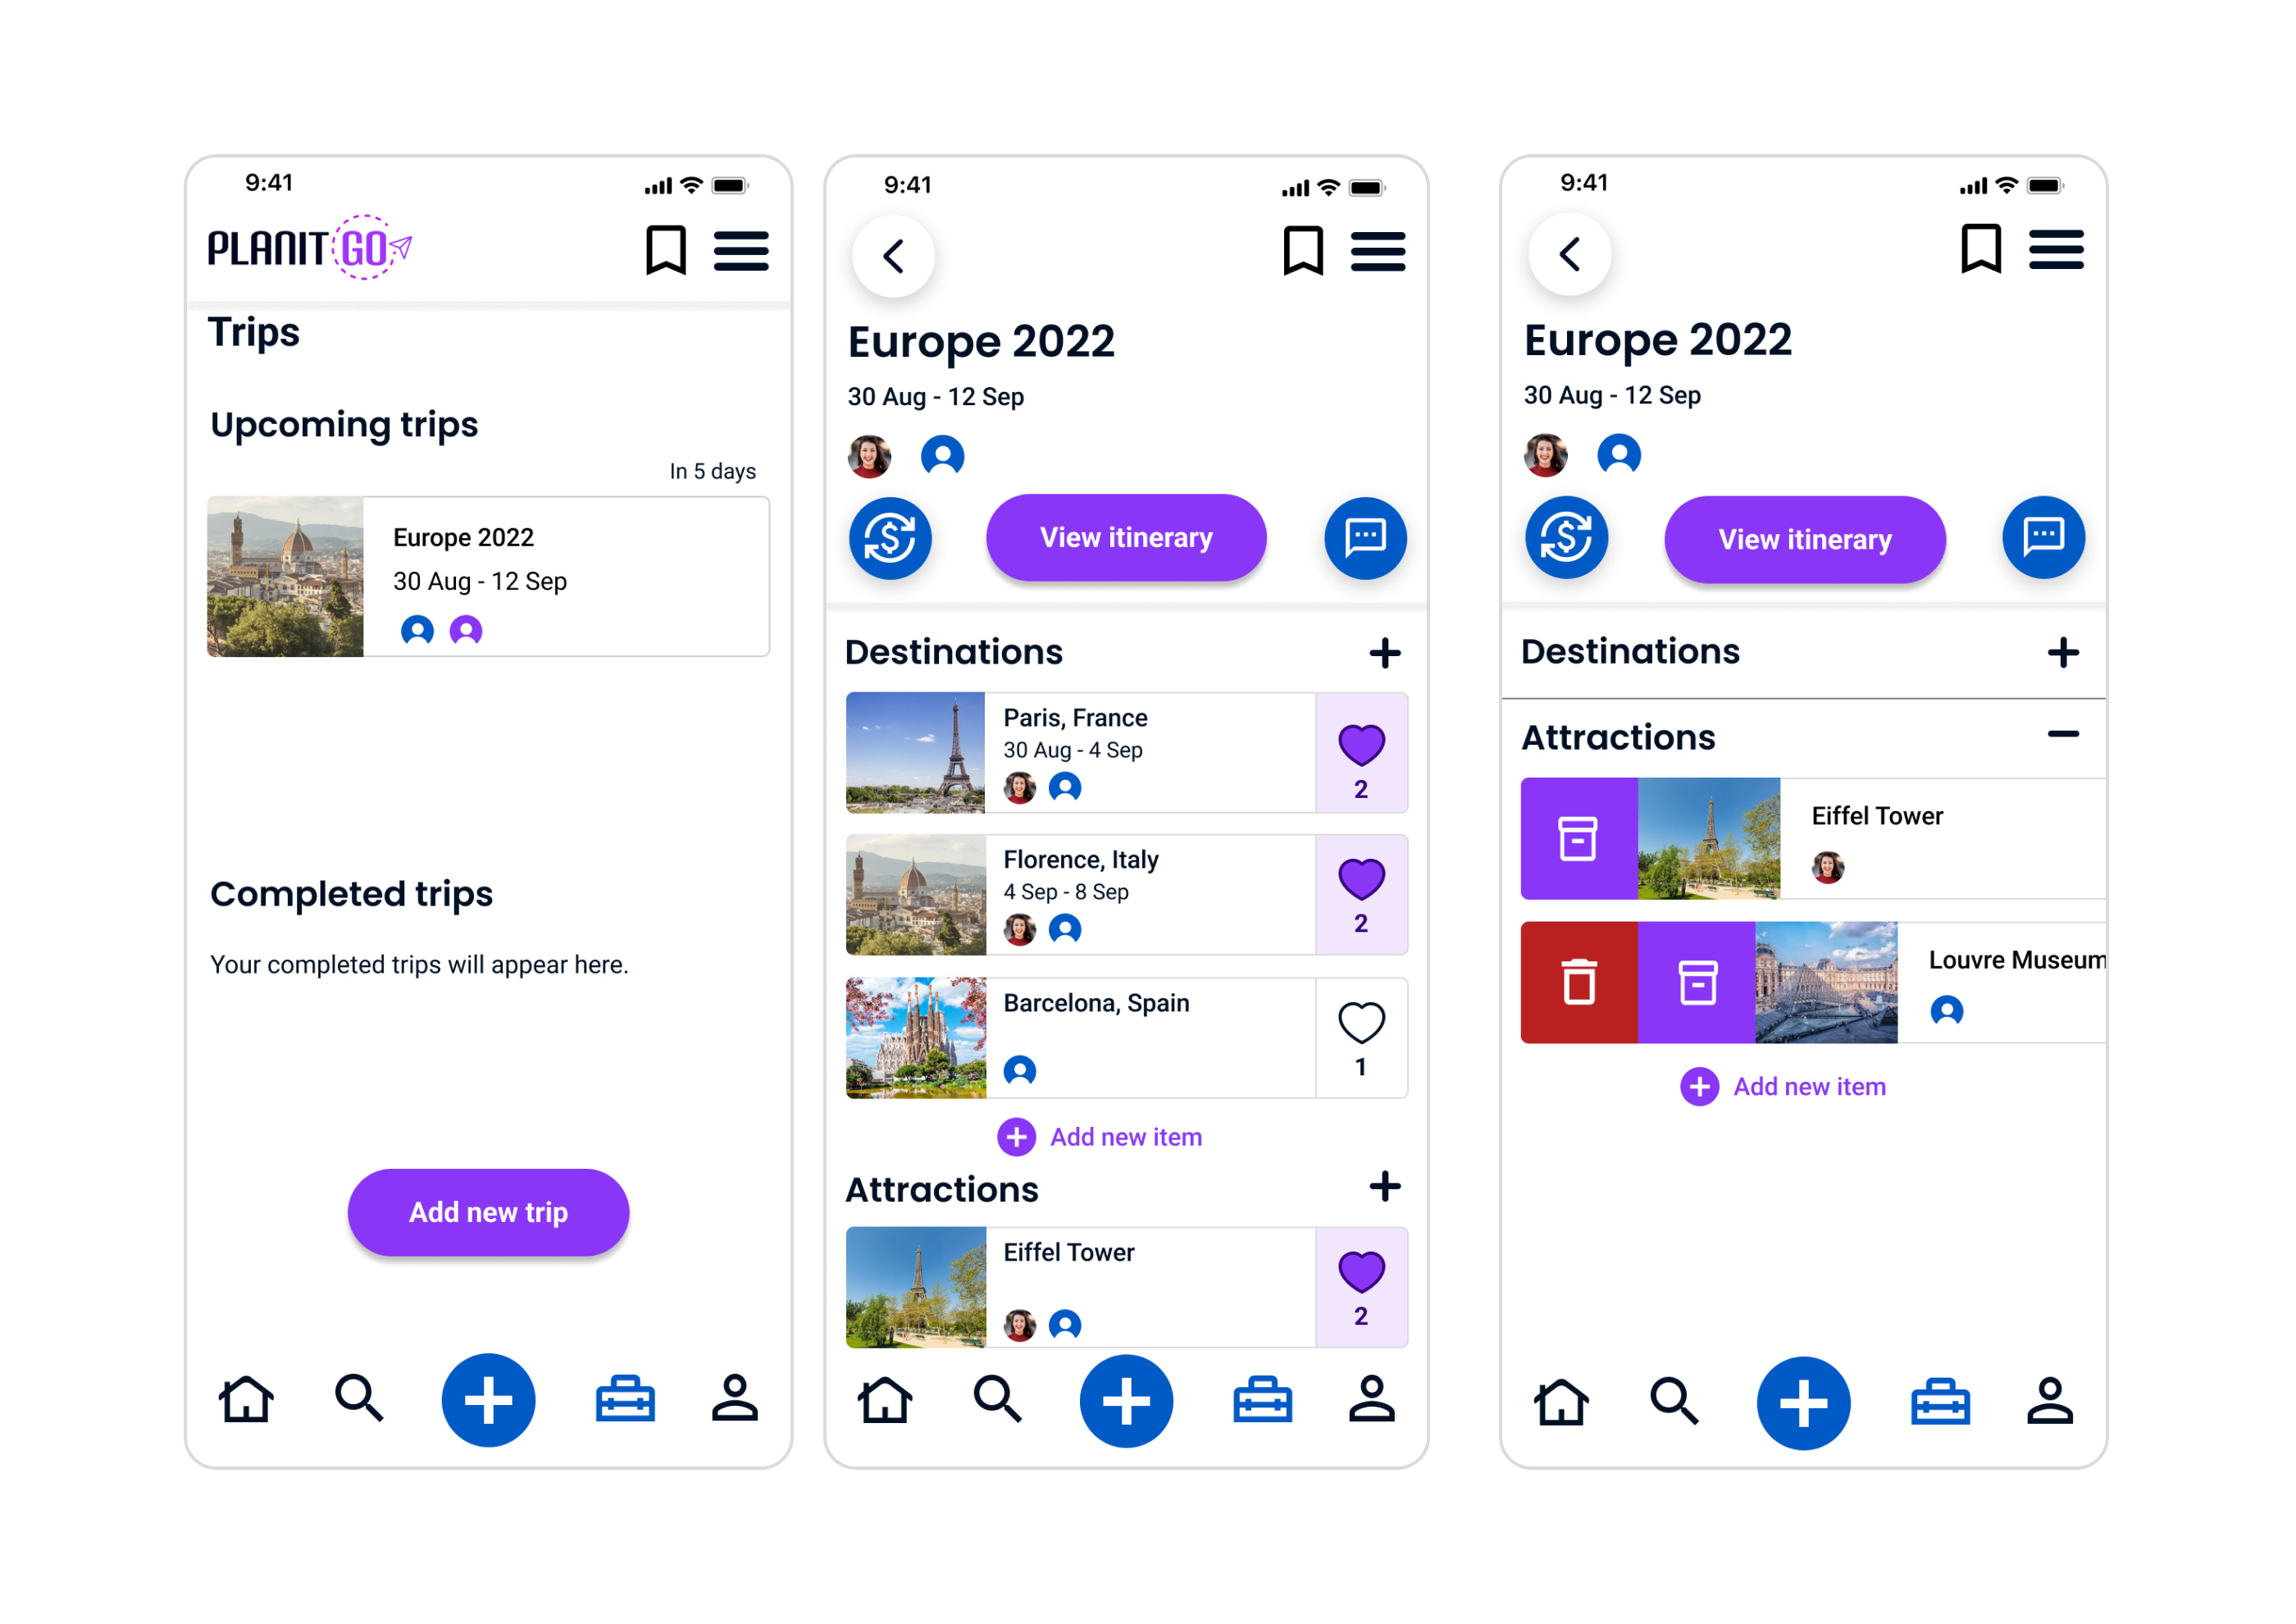 9:41
PLANIT GO
Trips
Upcoming trips
In 5 days
Europe 2022
30 Aug - 12 Sep
Completed trips
Your completed trips will appear here.
Add new trip
9:41
Europe 2022
30 Aug - 12 Sep
View itinerary
Destinations
Paris, France
30 Aug - 4 Sep
2
Florence, Italy
4 Sep - 8 Sep
2
Barcelona, Spain
1
Add new item
Attractions
Eiffel Tower
2
9:41
Europe 2022
30 Aug - 12 Sep
View itinerary
Destinations
Attractions
Eiffel Tower
Louvre Museum
Add new item